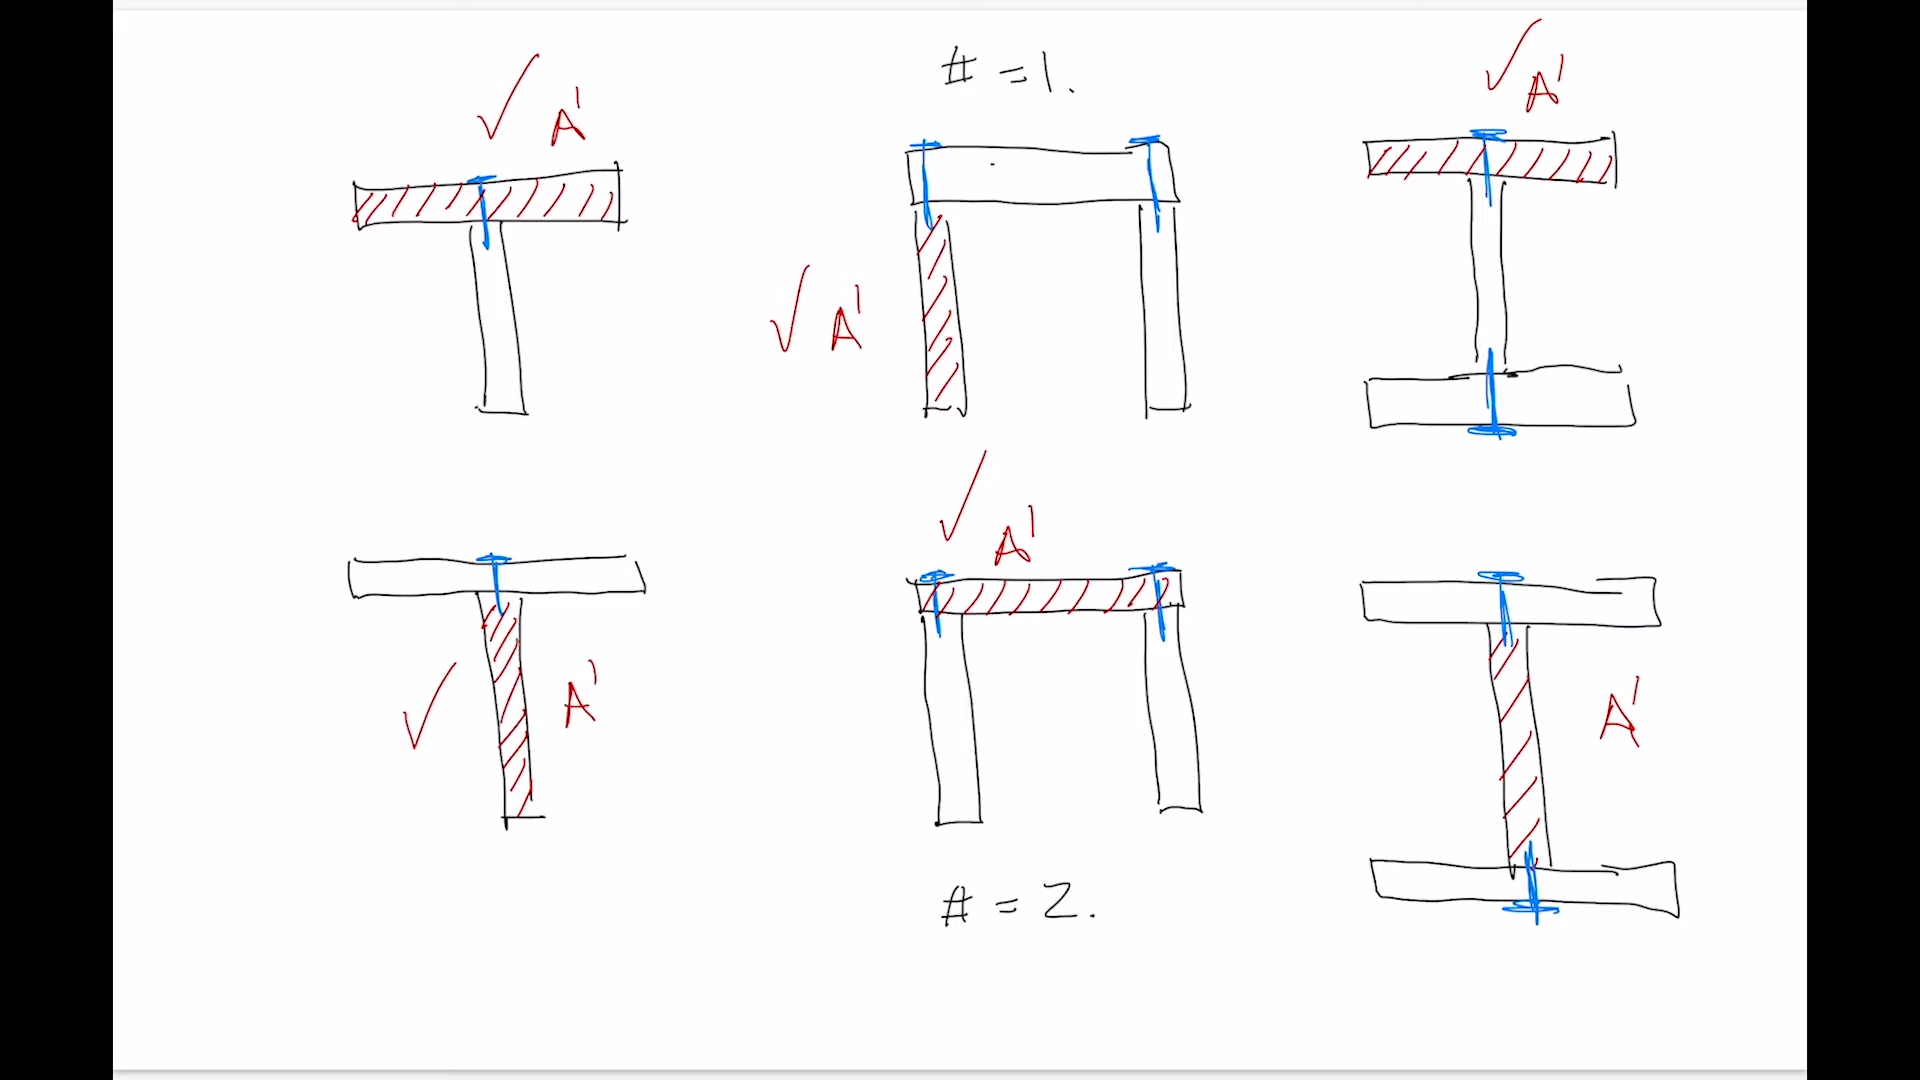 # = 1.
✓ A'
✓ A'
✓ A'
✓ A'
✓ A'
A'
# = 2.